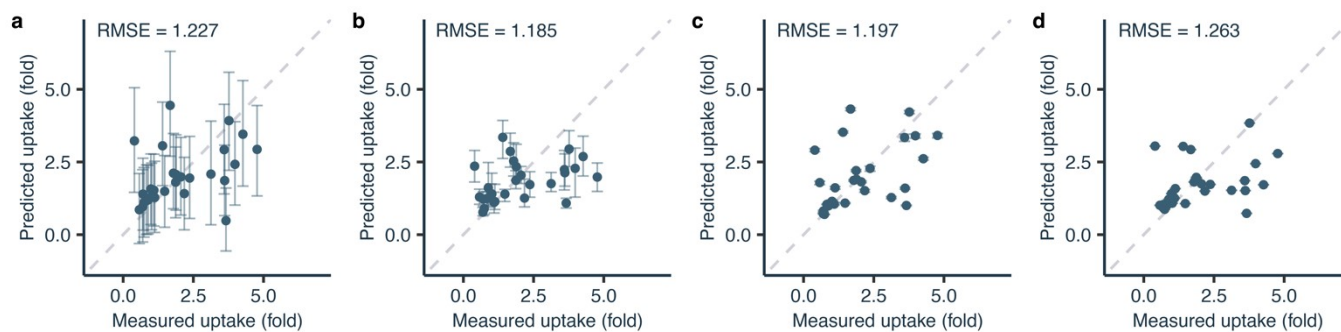 a
RMSE = 1.227
Predicted uptake (fold)
5.0
2.5
0.0
0.0 2.5 5.0
Measured uptake (fold)
b
RMSE = 1.185
Predicted uptake (fold)
5.0
2.5
0.0
0.0 2.5 5.0
Measured uptake (fold)
c
RMSE = 1.197
Predicted uptake (fold)
5.0
2.5
0.0
0.0 2.5 5.0
Measured uptake (fold)
d
RMSE = 1.263
Predicted uptake (fold)
5.0
2.5
0.0
0.0 2.5 5.0
Measured uptake (fold)